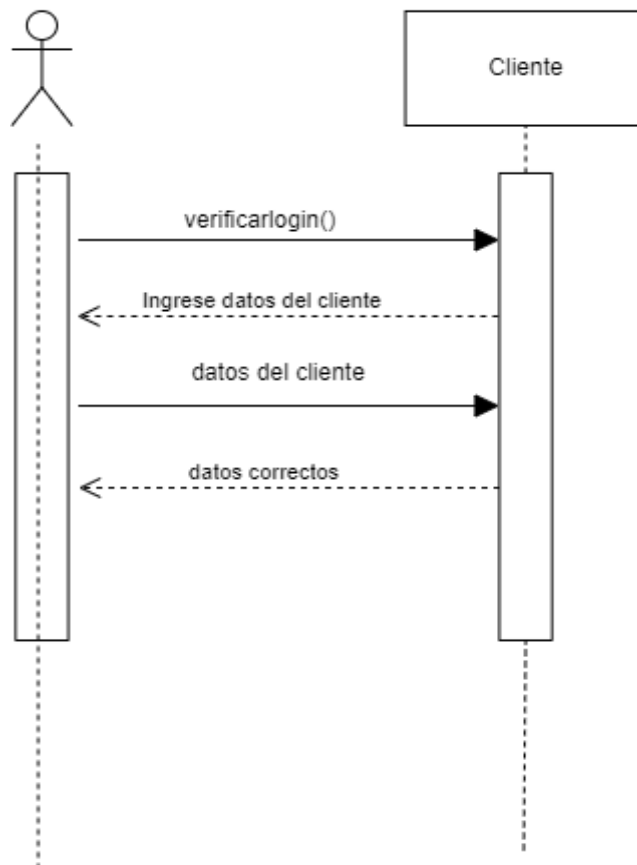 Cliente
verificarlogin()
Ingrese datos del cliente
datos del cliente
datos correctos